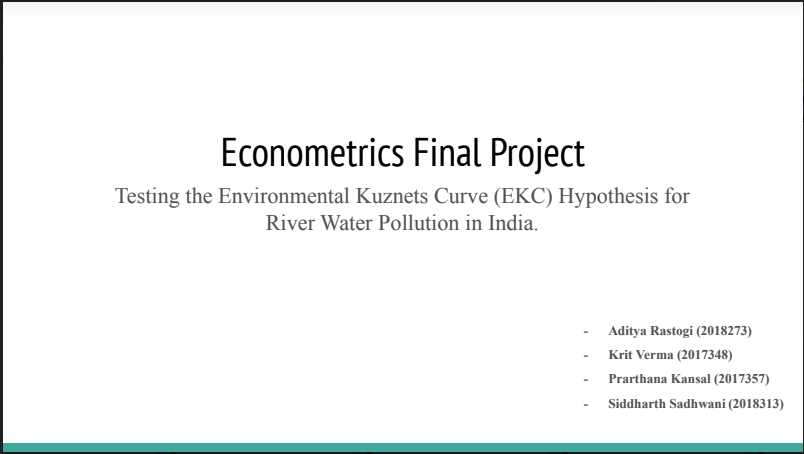 Econometrics Final Project
Testing the Environmental Kuznets Curve (EKC) Hypothesis for
River Water Pollution in India.
- Aditya Rastogi (2018273)
- Krit Verma (2017348)
- Prarthana Kansal (2017357)
- Siddharth Sadhwani (2018313)